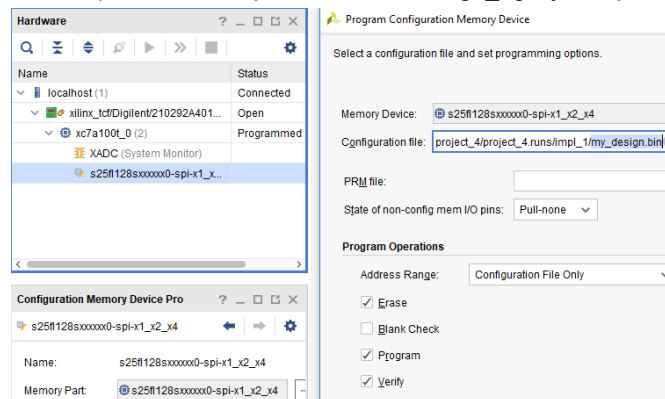 Hardware
Name Status
localhost (1) Connected
xilinx_tcf/Digilent/210292A401... Open
xc7a100t_0 (2) Programmed
XADC (System Monitor)
s25fl128sxxxxxx0-spi-x1_x...
Configuration Memory Device Pro
s25fl128sxxxxxx0-spi-x1_x2_x4
Name: s25fl128sxxxxxx0-spi-x1_x2_x4
Memory Part: s25fl128sxxxxxx0-spi-x1_x2_x4
Program Configuration Memory Device
Select a configuration file and set programming options.
Memory Device: s25fl128sxxxxxx0-spi-x1_x2_x4
Configuration file: project_4/project_4.runs/impl_1/my_design.bin
PRM file:
State of non-config mem I/O pins: Pull-none
Program Operations
Address Range: Configuration File Only
Erase
Blank Check
Program
Verify